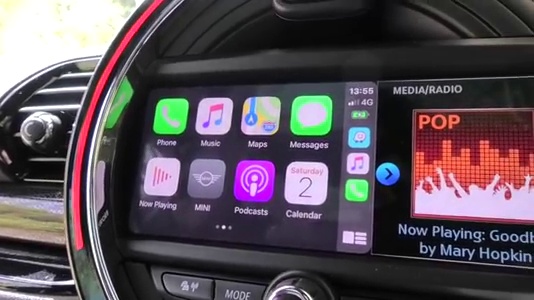 13:55
4G
MEDIA/RADIO
Phone
Music
Maps
Messages
POP
Now Playing
MINI
Podcasts
Saturday
2
Calendar
Now Playing: Goodb
by Mary Hopkin
MODE